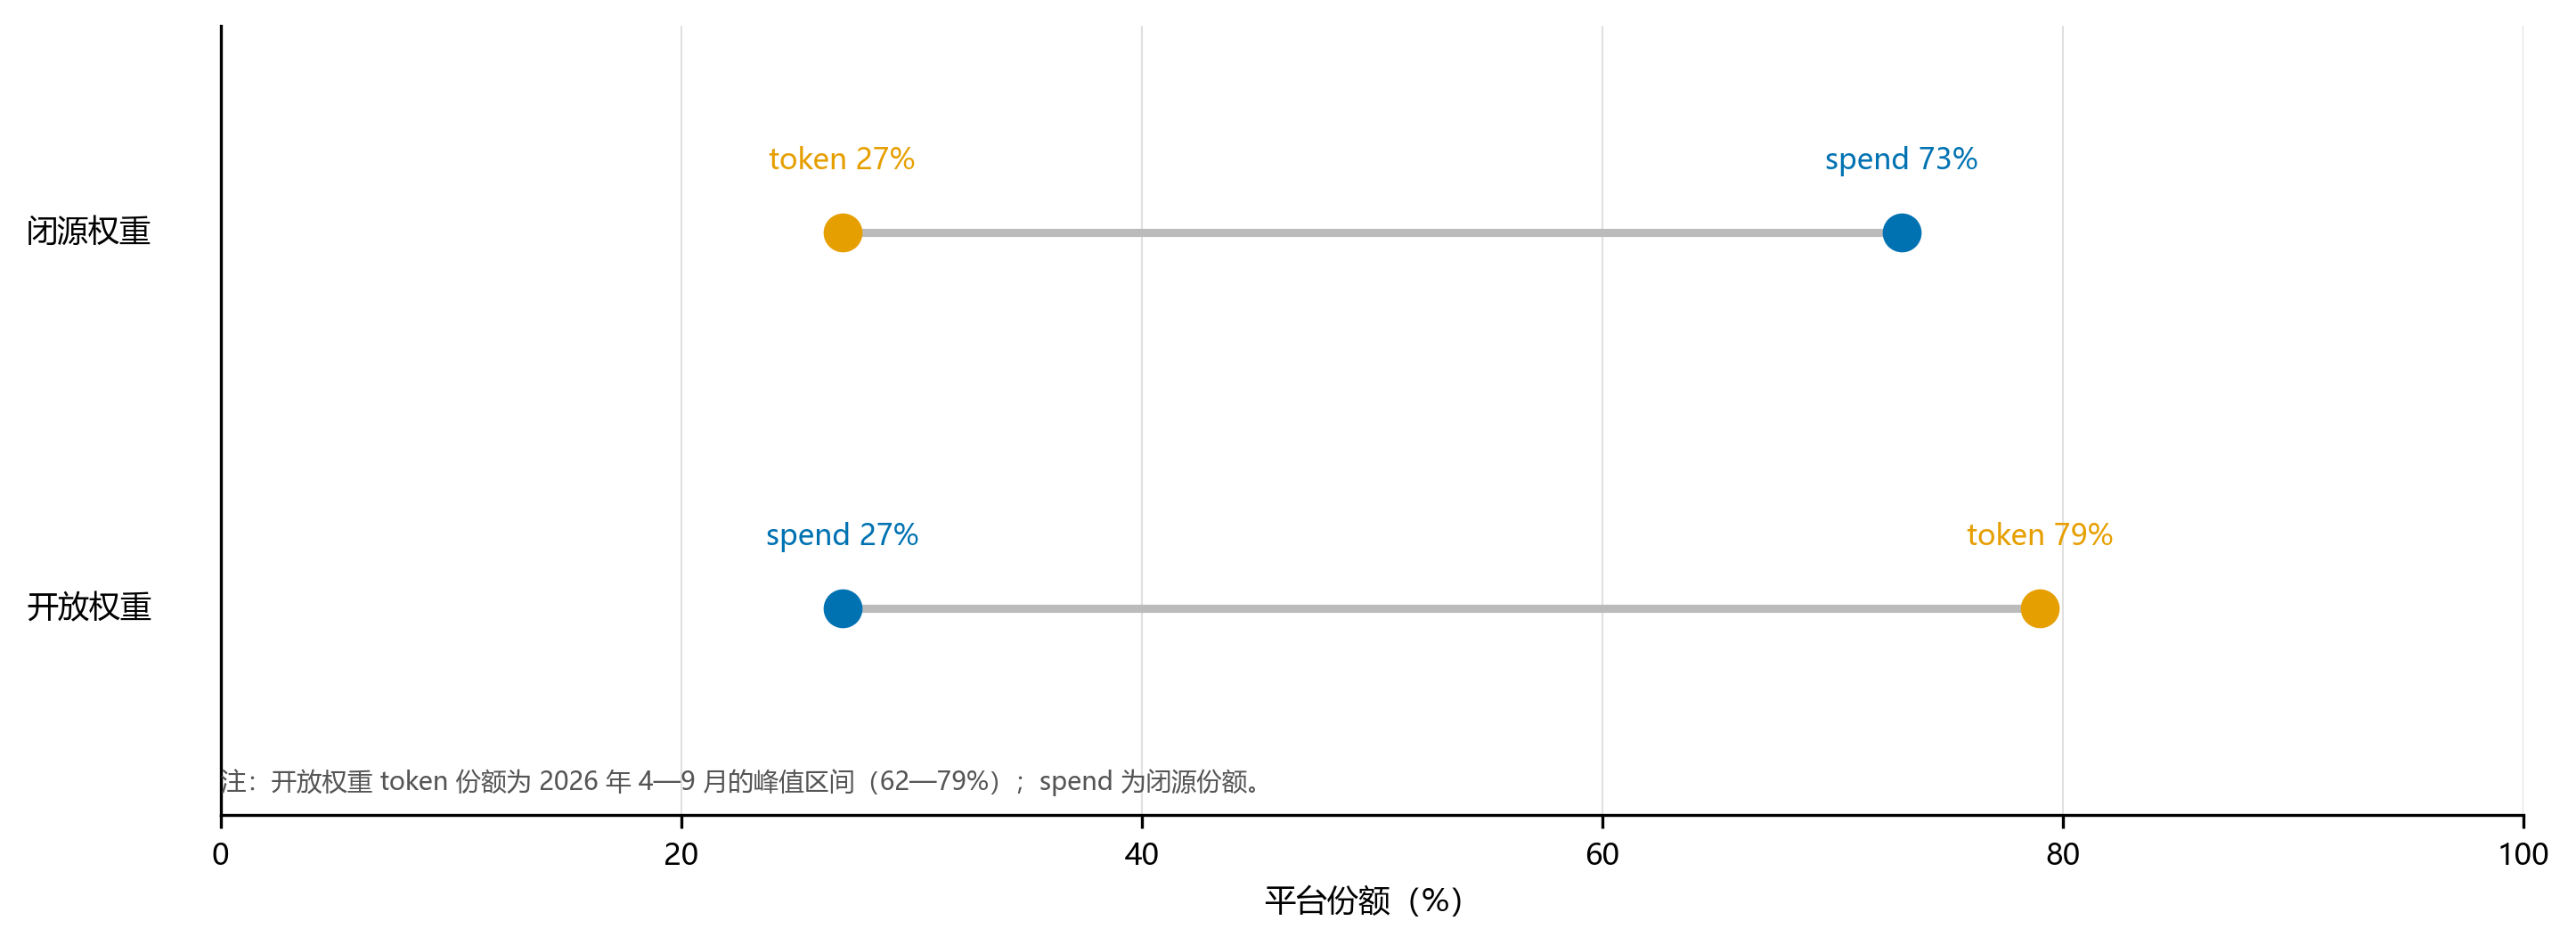 token 27%
spend 73%
闭源权重
spend 27%
token 79%
开放权重
注：开放权重 token 份额为 2026 年 4—9 月的峰值区间（62—79%）；spend 为闭源份额。
0 20 40 60 80 100
平台份额（%）